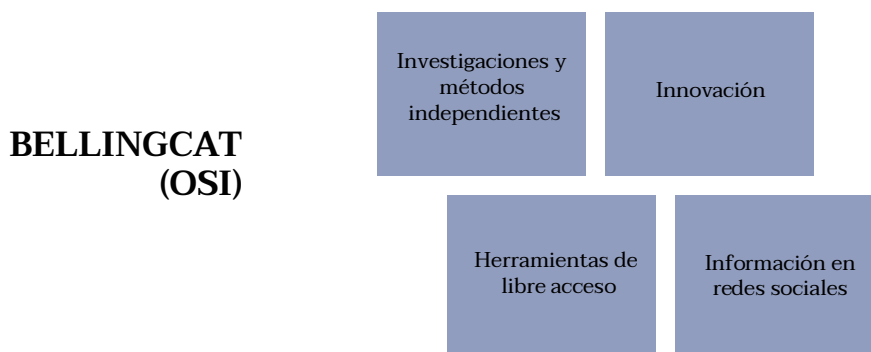 BELLINGCAT
(OSI)
Investigaciones y
métodos
independientes
Innovación
Herramientas de
libre acceso
Información en
redes sociales